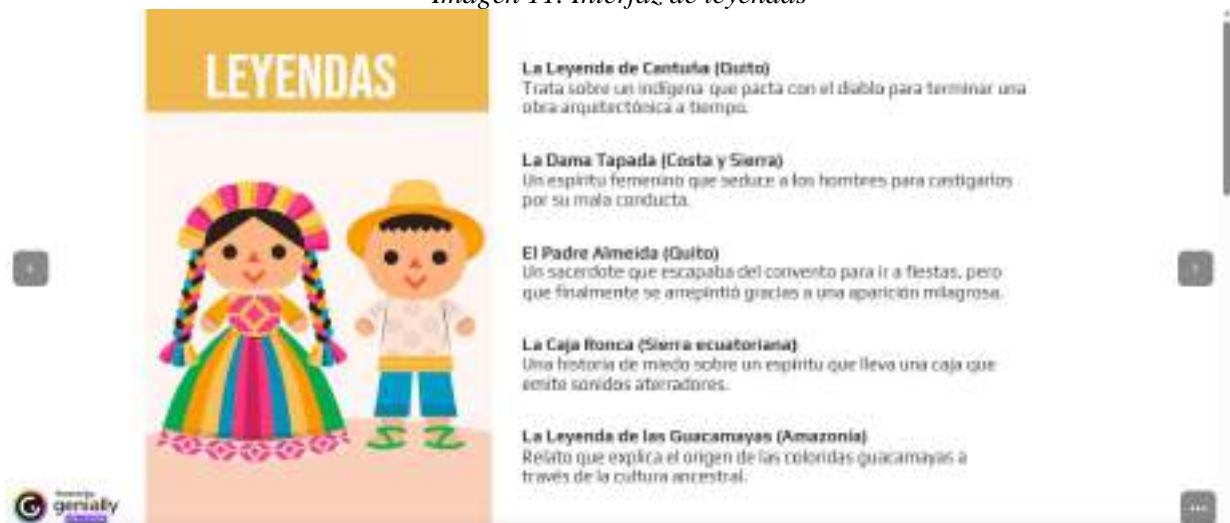 Imagen 11. Interfaz de leyendas
LEYENDAS
La Leyenda de Cantuña (Quito)
Trata sobre un indígena que pacta con el diablo para terminar una
obra arquitectónica a tiempo.
La Dama Tapada (Costa y Sierra)
Un espíritu femenino que seduce a los hombres para castigarlos
por su mala conducta.
El Padre Almeida (Quito)
Un sacerdote que escapaba del convento para ir a fiestas, pero
que finalmente se arrepintió gracias a una aparición milagrosa.
La Caja Ronca (Sierra ecuatoriana)
Una historia de miedo sobre un espíritu que lleva una caja que
emite sonidos aterradores.
La Leyenda de las Guacamayas (Amazonía)
Relato que explica el origen de las coloridas guacamayas a
través de la cultura ancestral.
genially